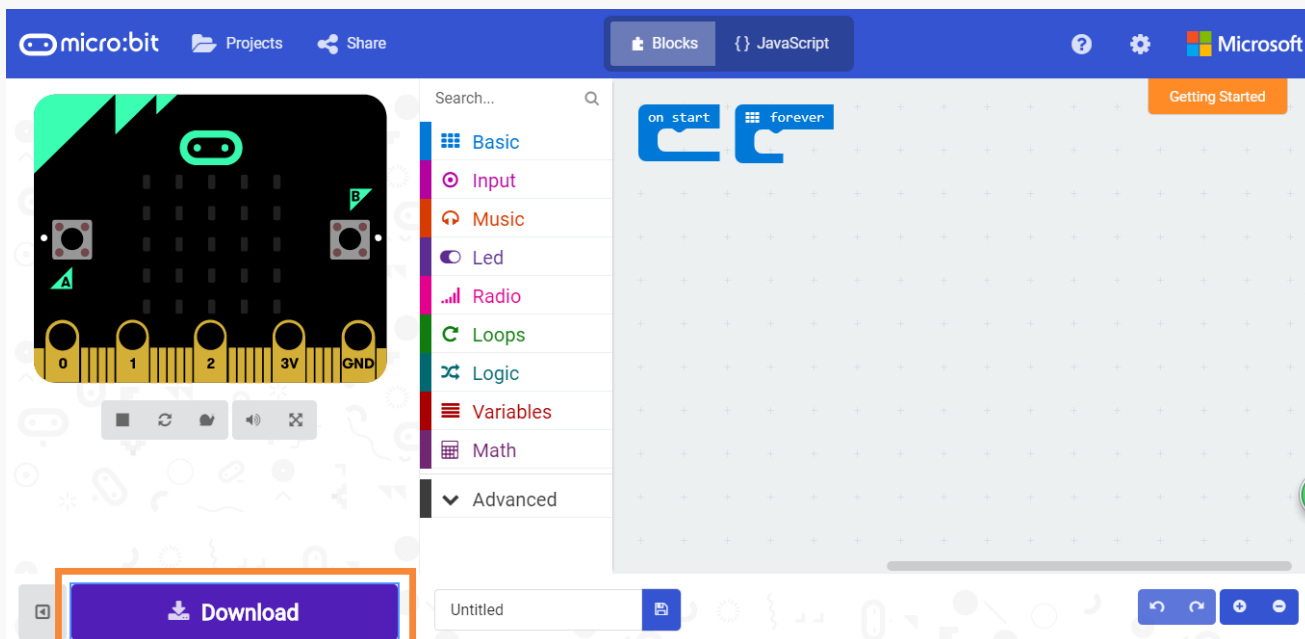 micro:bit Projects Share Blocks {} JavaScript Microsoft
Getting Started
Search...
Basic
Input
Music
Led
Radio
Loops
Logic
Variables
Math
Advanced
on start
forever
B
A
0 1 2 3V GND
Download
Untitled